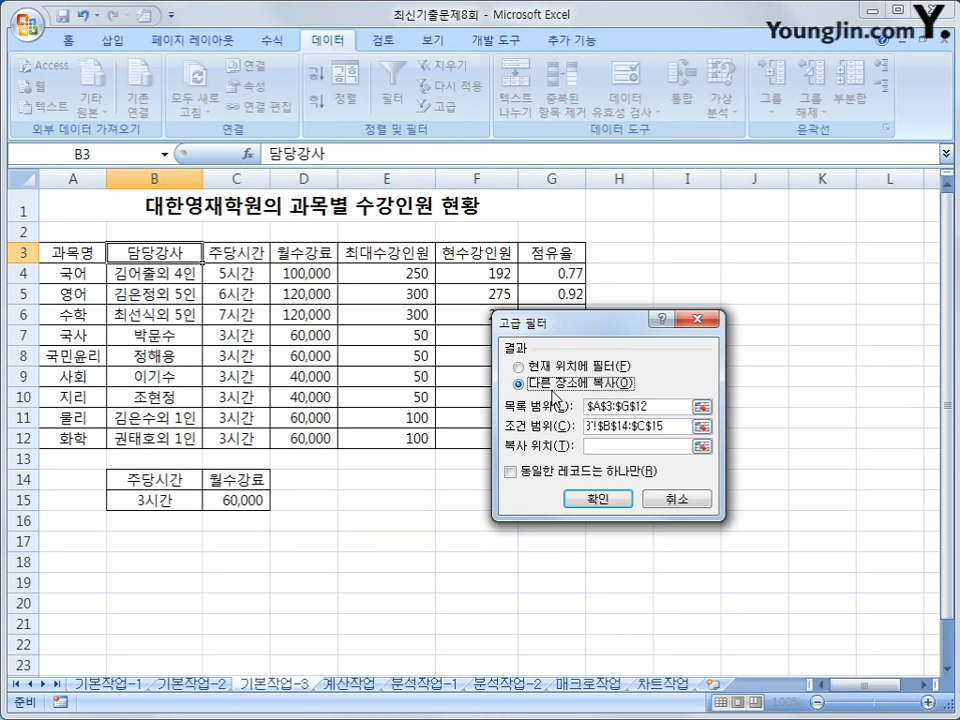 최신기출문제8회 - Microsoft Excel
YoungJin.com Y.
홈 삽입 페이지 레이아웃 수식 데이터 검토 보기 개발 도구 추가 기능
Access
웹
텍스트
기타 원본
기존 연결
외부 데이터 가져오기
모두 새로 고침
연결
속성
연결 편집
연결
정렬
필터
지우기
다시 적용
고급
정렬 및 필터
텍스트 나누기
중복된 항목 제거
데이터 유효성 검사
통합
가상 분석
데이터 도구
그룹
그룹 해제
부분합
윤곽선
B3 fx 담당강사
A B C D E F G H I J K L
1 대한영재학원의 과목별 수강인원 현황
2
3 과목명 담당강사 주당시간 월수강료 최대수강인원 현수강인원 점유율
4 국어 김어출외 4인 5시간 100,000 250 192 0.77
5 영어 김은정외 5인 6시간 120,000 300 275 0.92
6 수학 최선식외 5인 7시간 120,000 300
7 국사 박문수 3시간 60,000 50
8 국민윤리 정해용 3시간 60,000 50
9 사회 이기수 3시간 40,000 50
10 지리 조현정 3시간 40,000 50
11 물리 김은수외 1인 3시간 60,000 100
12 화학 권태호외 1인 3시간 60,000 100
13
14 주당시간 월수강료
15 3시간 60,000
16
17
18
19
20
21
22
23
고급 필터
결과
현재 위치에 필터(F)
다른 장소에 복사(O)
목록 범위(L): $A$3:$G$12
조건 범위(C): 3'!$B$14:$C$15
복사 위치(T):
동일한 레코드는 하나만(R)
확인 취소
기본작업-1 기본작업-2 기본작업-3 계산작업 분석작업-1 분석작업-2 매크로작업 차트작업
준비 100%